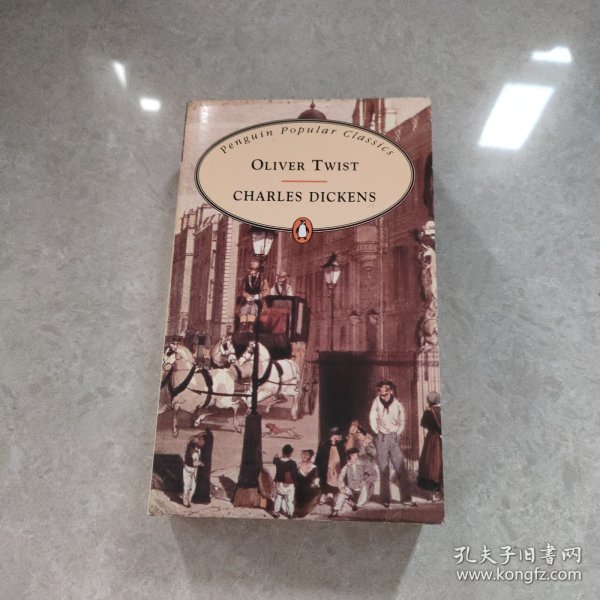 Penguin Popular Classics
OLIVER TWIST
CHARLES DICKENS
孔夫子旧书网
www.kongfz.com